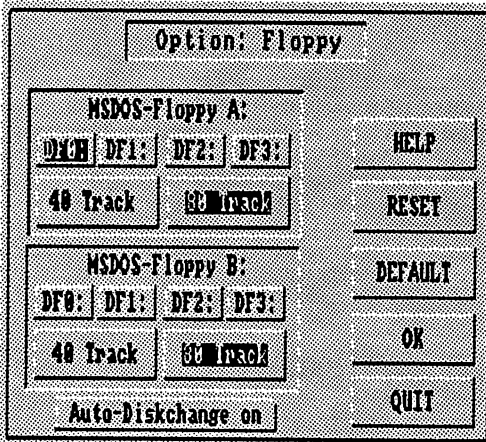 Option: Floppy
MSDOS-Floppy A:
DF0: DF1: DF2: DF3:
40 Track 80 Track
MSDOS-Floppy B:
DF0: DF1: DF2: DF3:
40 Track 80 Track
Auto-Diskchange on
HELP
RESET
DEFAULT
OK
QUIT